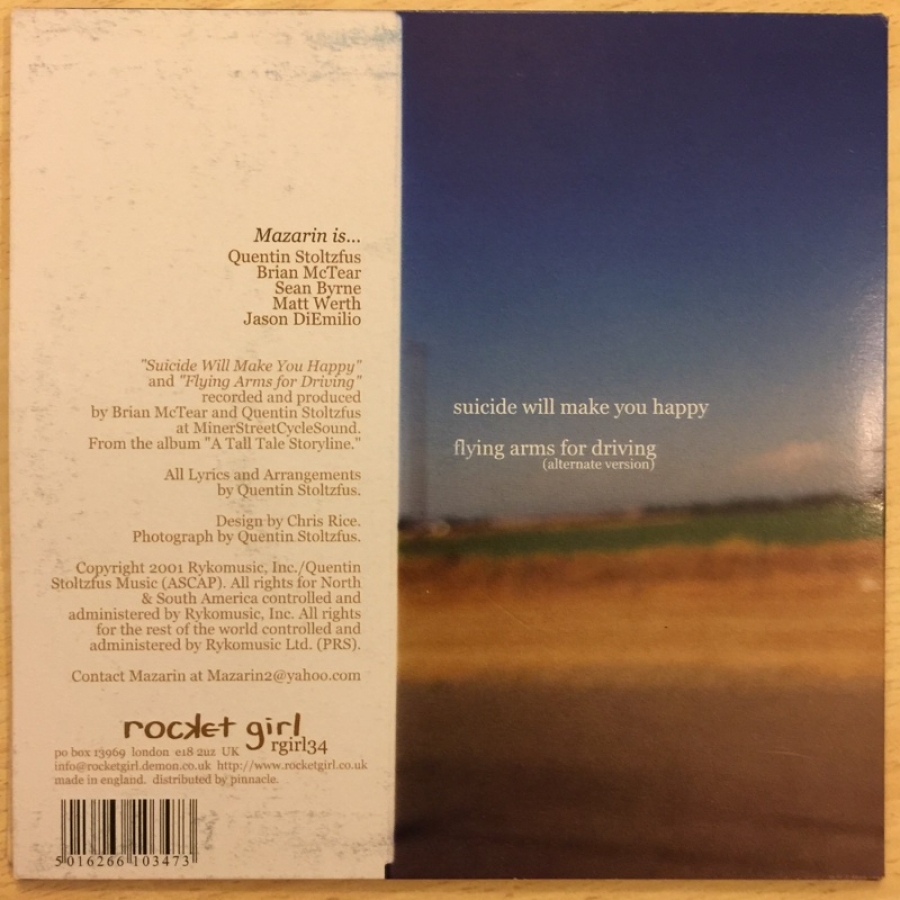 Mazarin is...
Quentin Stoltzfus
Brian McTear
Sean Byrne
Matt Werth
Jason DiEmilio
"Suicide Will Make You Happy"
and "Flying Arms for Driving"
recorded and produced
by Brian McTear and Quentin Stoltzfus
at MinerStreetCycleSound.
From the album "A Tall Tale Storyline."
All Lyrics and Arrangements
by Quentin Stoltzfus.
Design by Chris Rice.
Photograph by Quentin Stoltzfus.
Copyright 2001 Rykomusic, Inc./Quentin
Stoltzfus Music (ASCAP). All rights for North
& South America controlled and
administered by Rykomusic, Inc. All rights
for the rest of the world controlled and
administered by Rykomusic Ltd. (PRS).
Contact Mazarin at Mazarin2@yahoo.com
rocket girl
rgirl34
po box 13969 london e18 2uz UK
info@rocketgirl.demon.co.uk http://www.rocketgirl.co.uk
made in england. distributed by pinnacle.
5 016266 103473
suicide will make you happy
flying arms for driving
(alternate version)